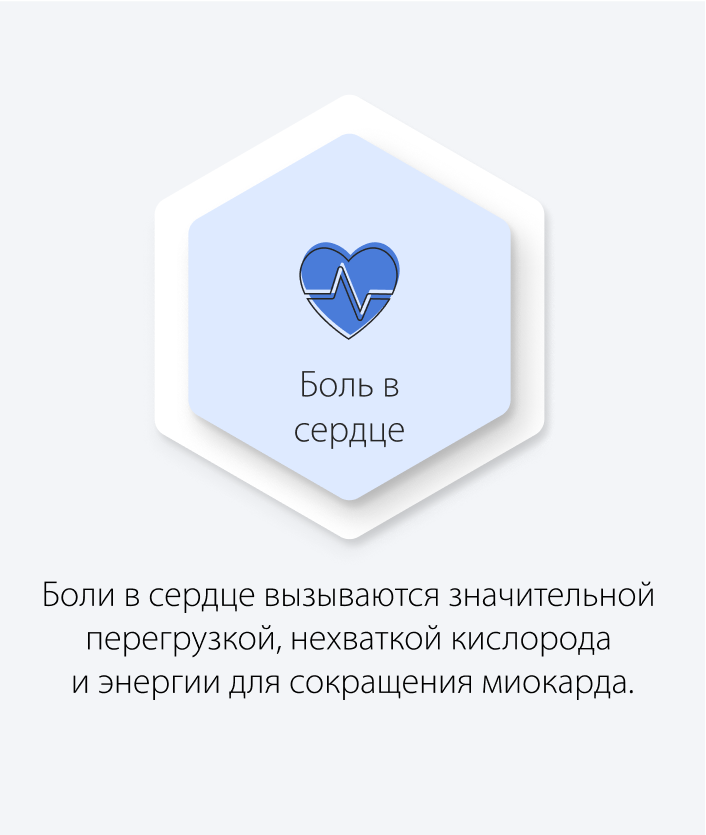 Боль в
сердце
Боли в сердце вызываются значительной
перегрузкой, нехваткой кислорода
и энергии для сокращения миокарда.